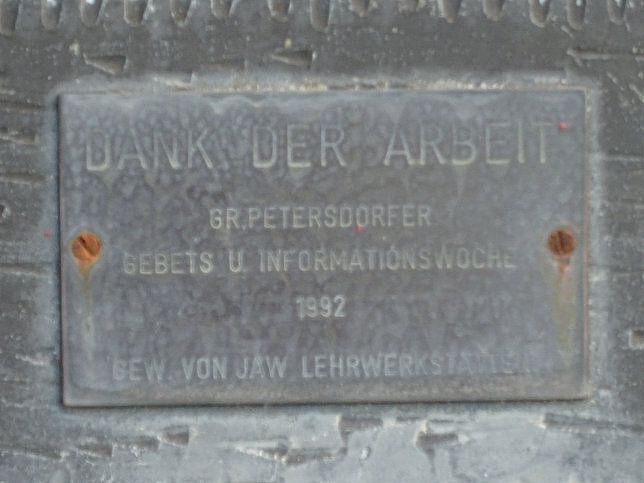 DANK DER ARBEIT
GR. PETERSDORFER
GEBETS U. INFORMATIONSWOCHE
1992
GEW. VON JAW LEHRWERKSTÄTTEN